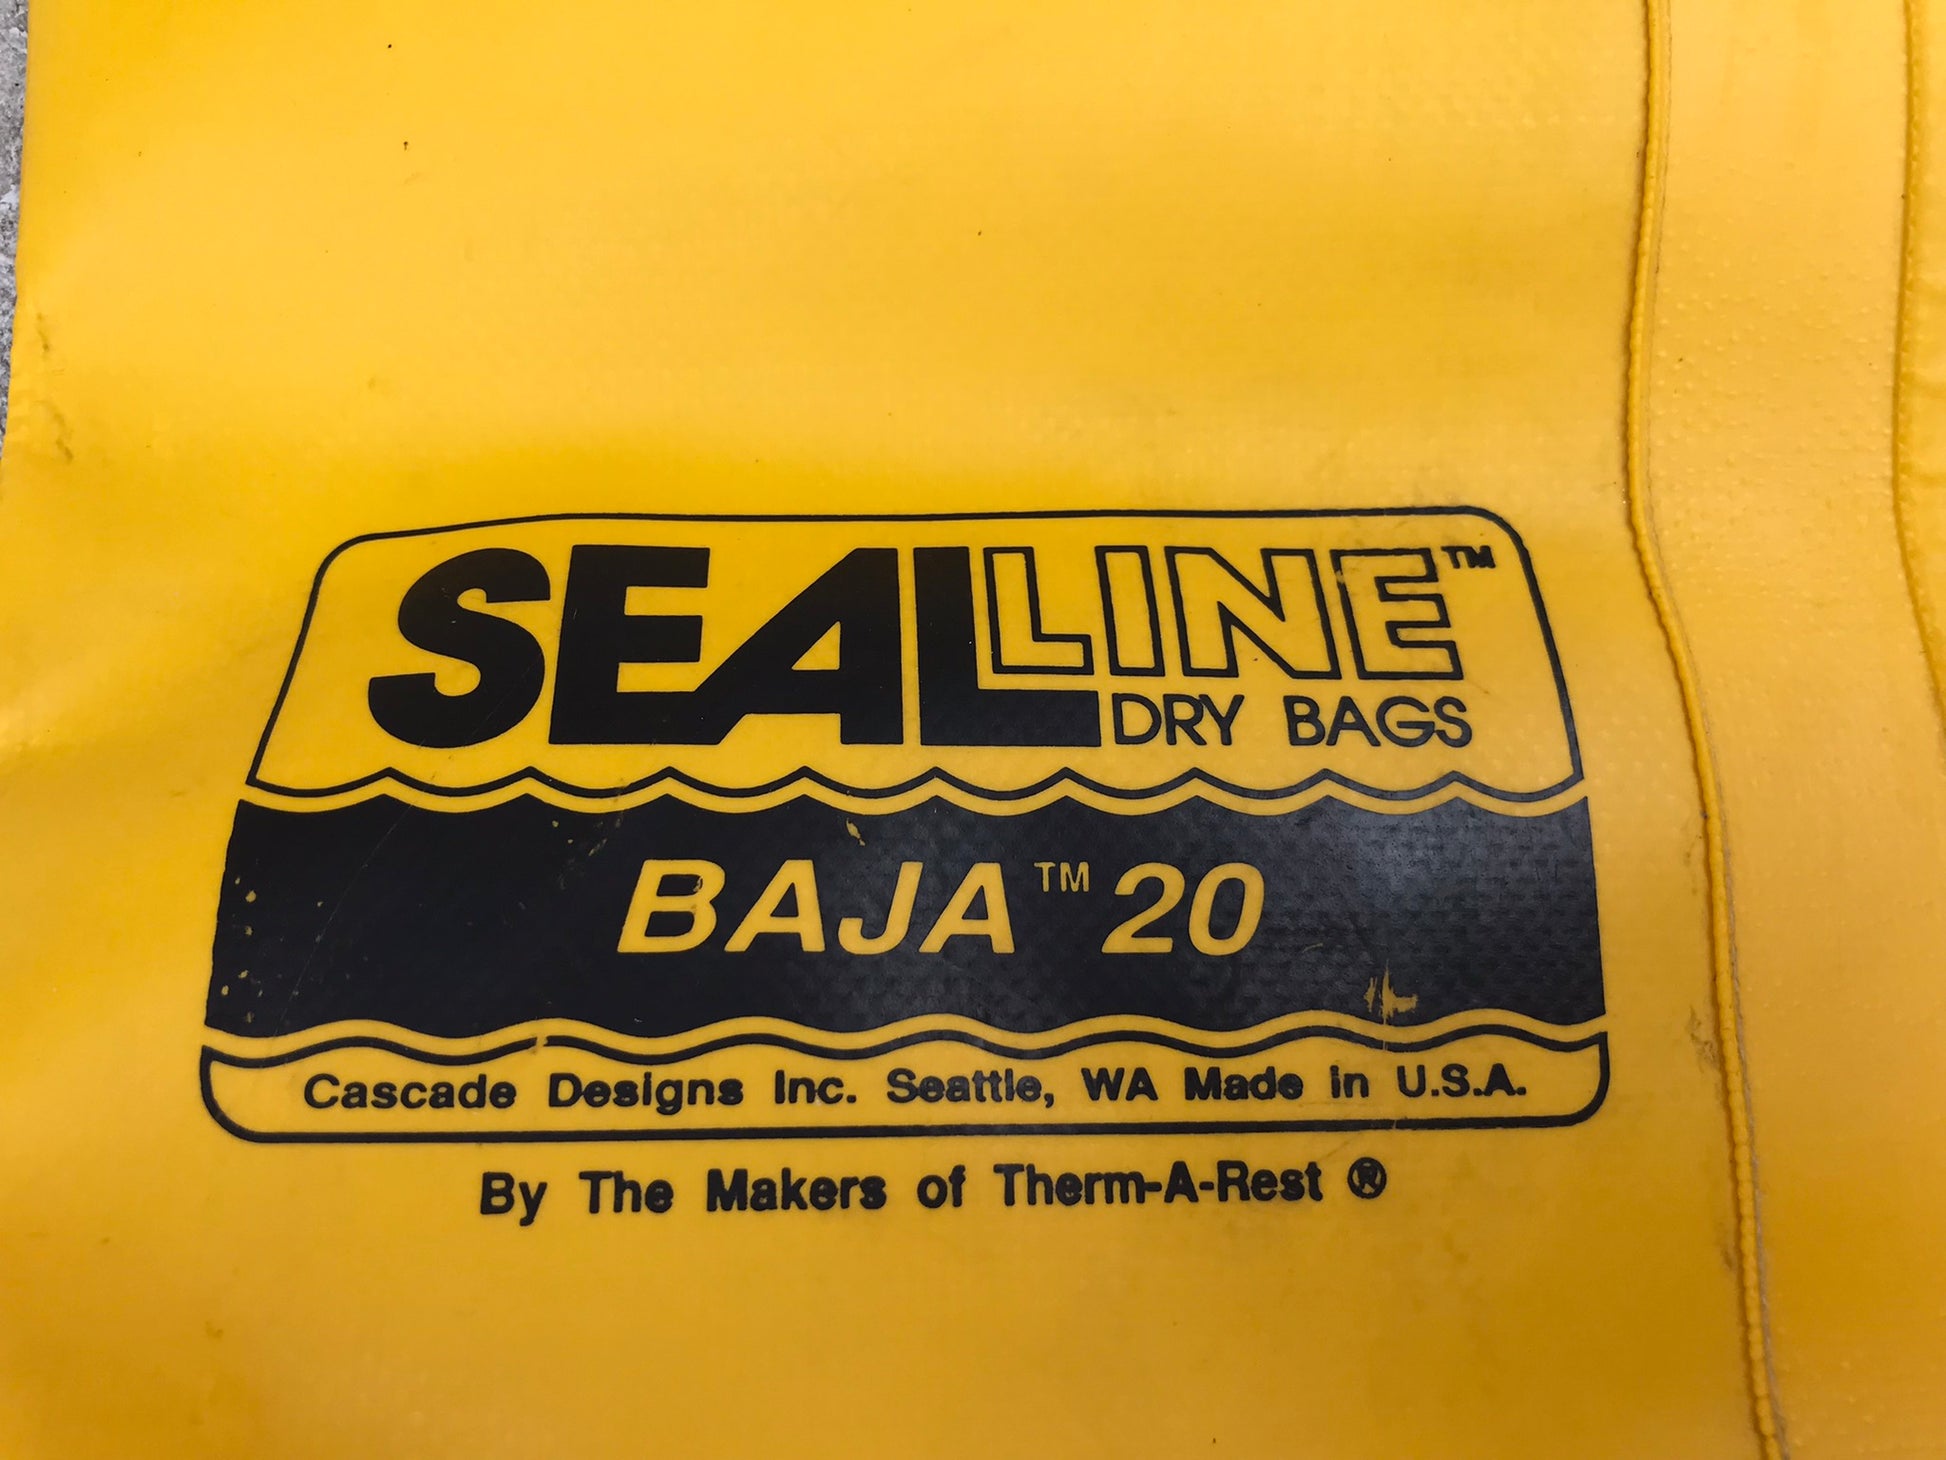 SEALLINE™
DRY BAGS
BAJA™ 20
Cascade Designs Inc. Seattle, WA Made in U.S.A.
By The Makers of Therm-A-Rest ®